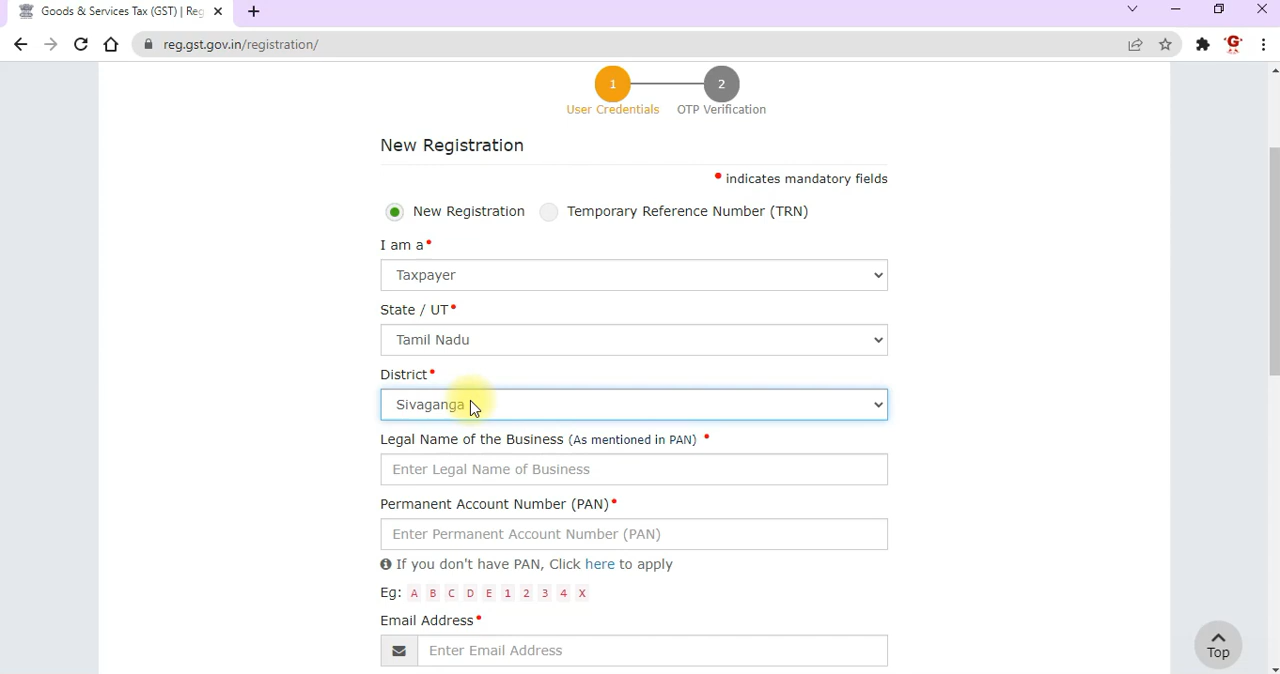 Goods & Services Tax (GST) | Reg
reg.gst.gov.in/registration/
G
1 2
User Credentials OTP Verification
New Registration
• indicates mandatory fields
New Registration Temporary Reference Number (TRN)
I am a•
Taxpayer
State / UT•
Tamil Nadu
District•
Sivaganga
Legal Name of the Business (As mentioned in PAN) •
Enter Legal Name of Business
Permanent Account Number (PAN)•
Enter Permanent Account Number (PAN)
If you don't have PAN, Click here to apply
Eg: A B C D E 1 2 3 4 X
Email Address•
Enter Email Address
Top